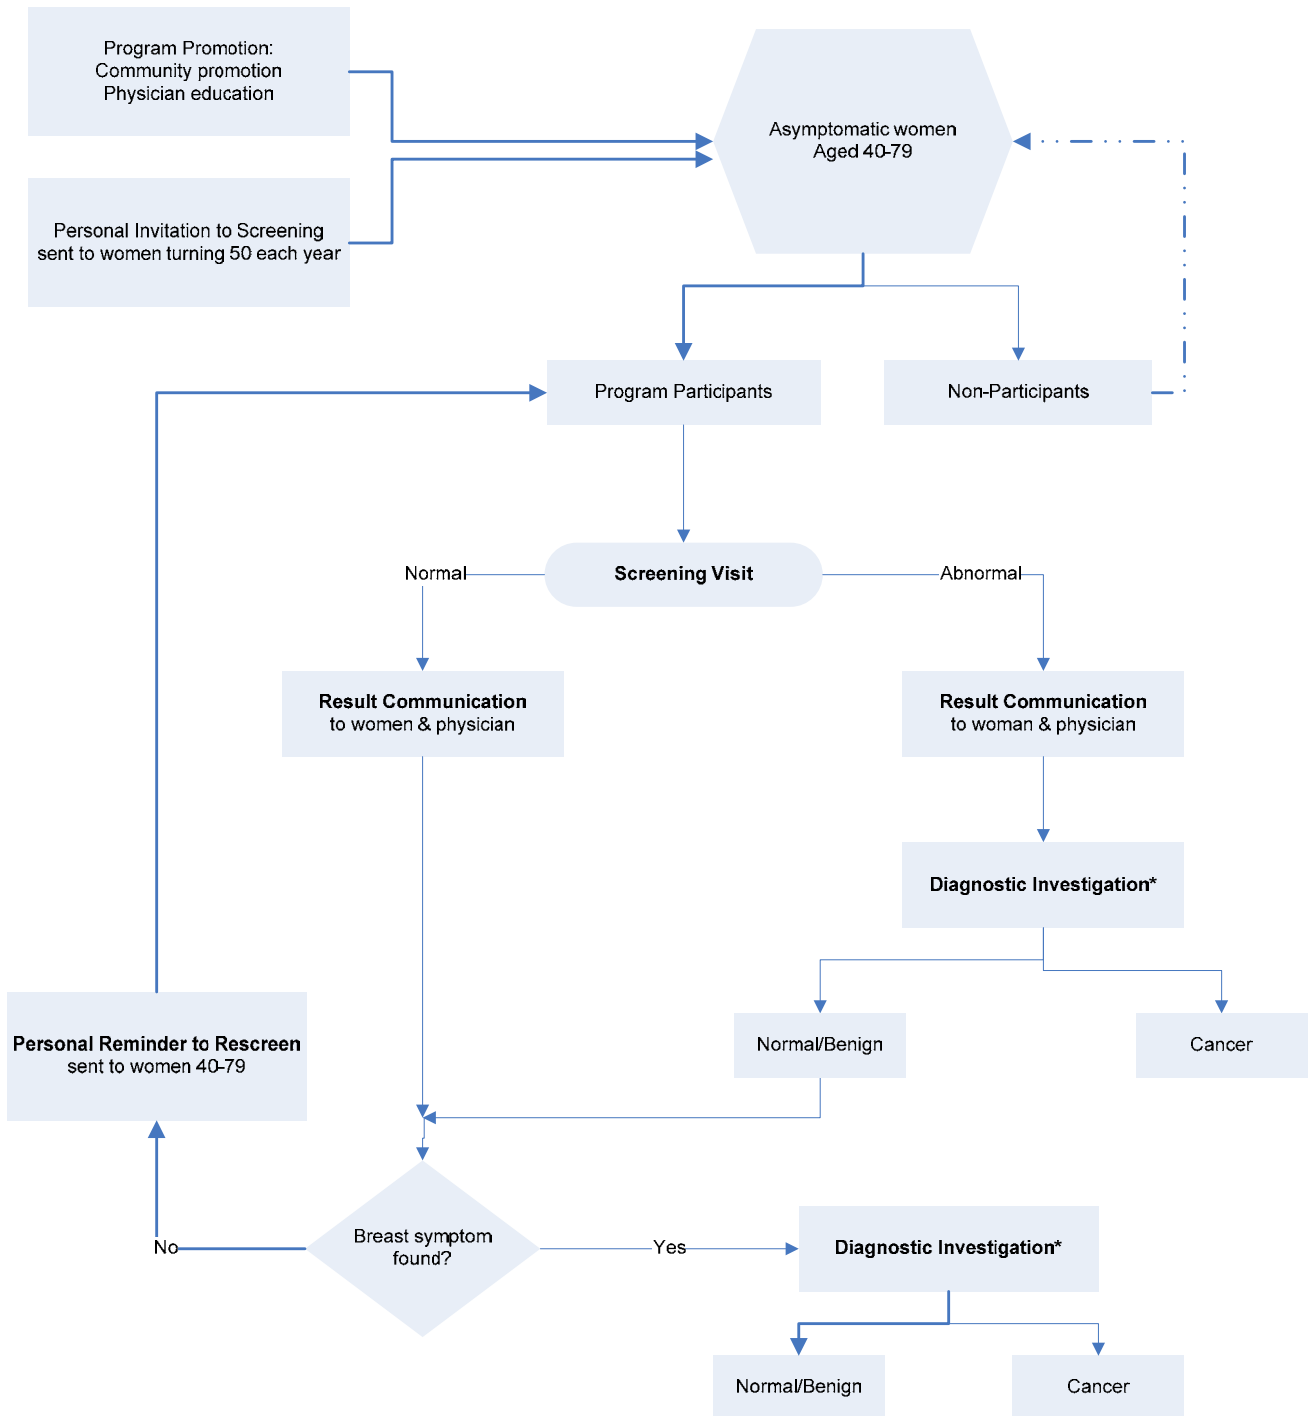 Program Promotion:
Community promotion
Physician education
Asymptomatic women
Aged 40-79
Personal Invitation to Screening
sent to women turning 50 each year
Program Participants
Non-Participants
Normal
Screening Visit
Abnormal
Result Communication
to women & physician
Result Communication
to woman & physician
Diagnostic Investigation*
Personal Reminder to Rescreen
sent to women 40-79
Normal/Benign
Cancer
Breast symptom
found?
No
Yes
Diagnostic Investigation*
Normal/Benign
Cancer